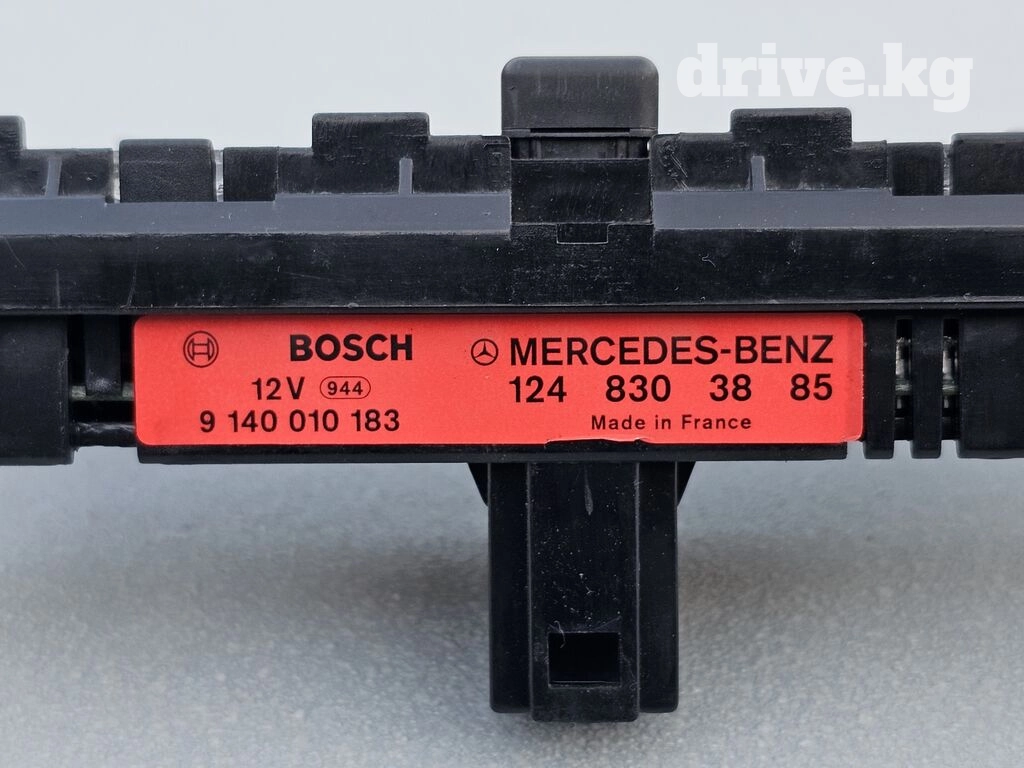 drive.kg
BOSCH MERCEDES-BENZ
12V 944 124 830 38 85
9 140 010 183 Made in France